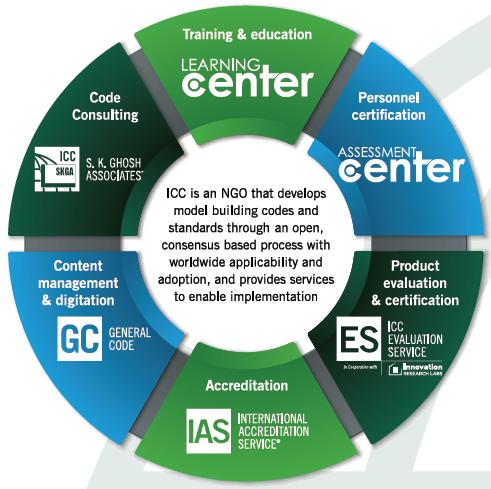 Training & education
LEARNING
center
Personnel
certification
ASSESSMENT
center
Product
evaluation
& certification
ES
ICC
EVALUATION
SERVICE
In Cooperation with
Innovation
RESEARCH LABS
Accreditation
IAS
INTERNATIONAL
ACCREDITATION
SERVICE®
Content
management
& digitation
GC
GENERAL
CODE
Code
Consulting
ICC
SKGA
S. K. GHOSH
ASSOCIATES
ICC is an NGO that develops
model building codes and
standards through an open,
consensus based process with
worldwide applicability and
adoption, and provides services
to enable implementation